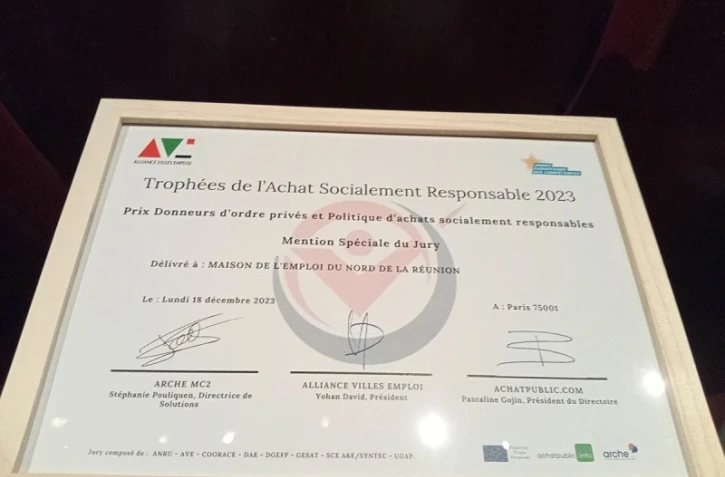 ALLIANCE VILLES EMPLOI
Trophées de l'Achat Socialement Responsable 2023
Prix Donneurs d'ordre privés et Politique d'achats socialement responsables
Mention Spéciale du Jury
Délivré à : MAISON DE L'EMPLOI DU NORD DE LA RÉUNION
Le : Lundi 18 décembre 2023
A : Paris 75001
ARCHE MC2
Stéphanie Pouliquen, Directrice de
Solutions
ALLIANCE VILLES EMPLOI
Yohan David, Président
ACHATPUBLIC.COM
Pascaline Gojin, Président du Directoire
Jury composé de : ANRU - AVE - COORACE - DAE - DGEFP - GESAT - SCE A&E/SYNTEC - UGAP.
achatpublic info
arche